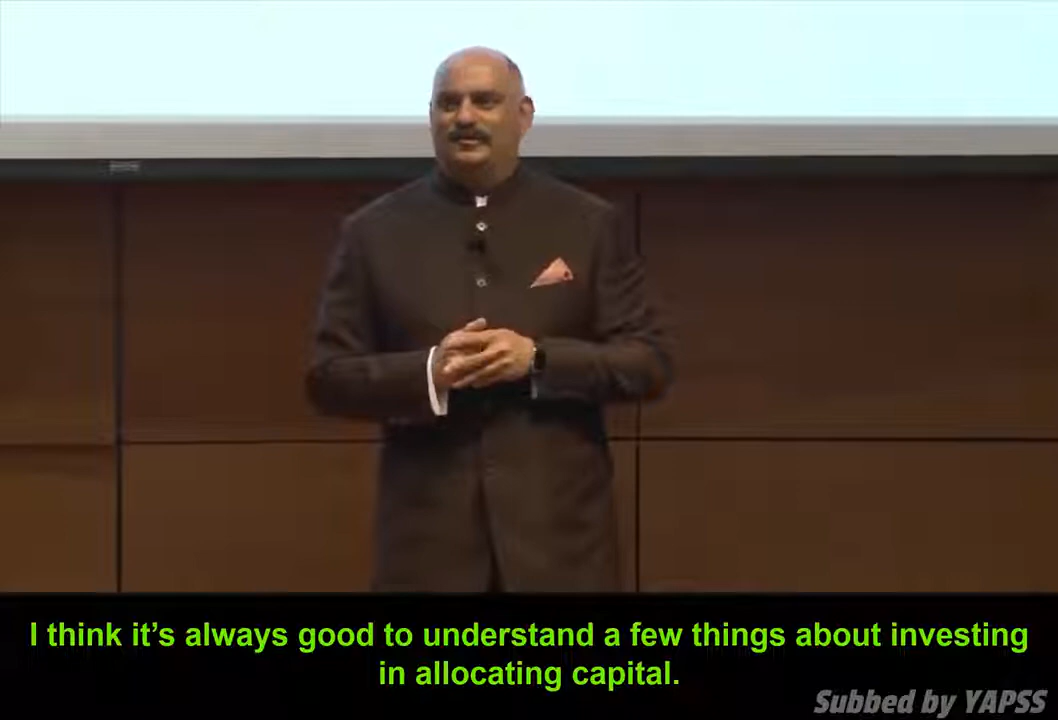 I think it’s always good to understand a few things about investing
in allocating capital.
Subbed by YAPSS